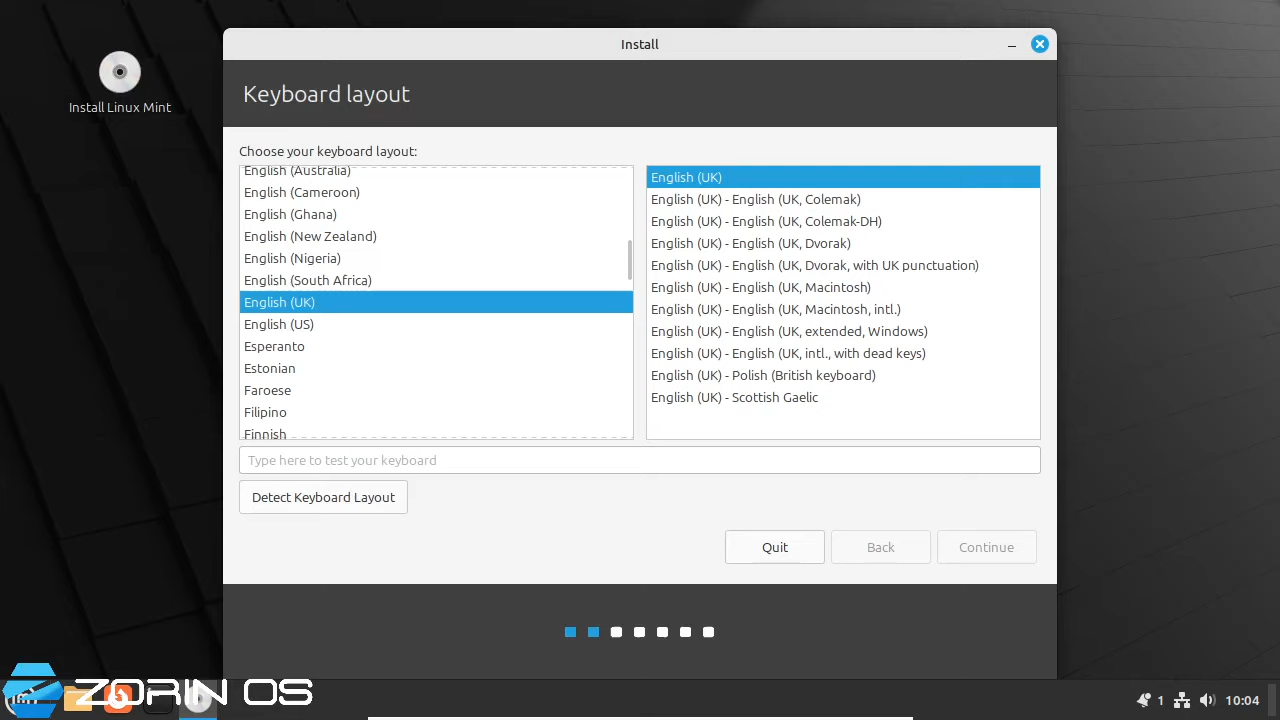 Install
Install Linux Mint
Keyboard layout
Choose your keyboard layout:
English (Australia)
English (Cameroon)
English (Ghana)
English (New Zealand)
English (Nigeria)
English (South Africa)
English (UK)
English (US)
Esperanto
Estonian
Faroese
Filipino
Finnish
English (UK)
English (UK) - English (UK, Colemak)
English (UK) - English (UK, Colemak-DH)
English (UK) - English (UK, Dvorak)
English (UK) - English (UK, Dvorak, with UK punctuation)
English (UK) - English (UK, Macintosh)
English (UK) - English (UK, Macintosh, intl.)
English (UK) - English (UK, extended, Windows)
English (UK) - English (UK, intl., with dead keys)
English (UK) - Polish (British keyboard)
English (UK) - Scottish Gaelic
Type here to test your keyboard
Detect Keyboard Layout
Quit
Back
Continue
ZORIN OS
1
10:04